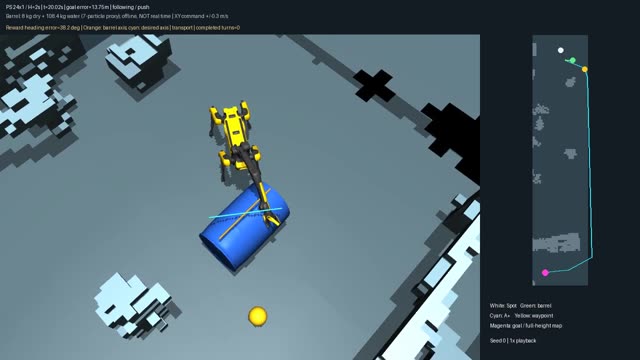 PS 24x1 / H=2s | t=20.02s | goal error=13.75m | following / push
Barrel: 8 kg dry + 108.4 kg water (7-particle proxy); offline, NOT real time | XY command +/-0.3 m/s
Reward heading error=38.2 deg | Orange: barrel axis, cyan: desired axis | transport | completed turns=0
White: Spot Green: barrel
Cyan: A* Yellow: waypoint
Magenta: goal / full-height map
Seed 0 | 1x playback